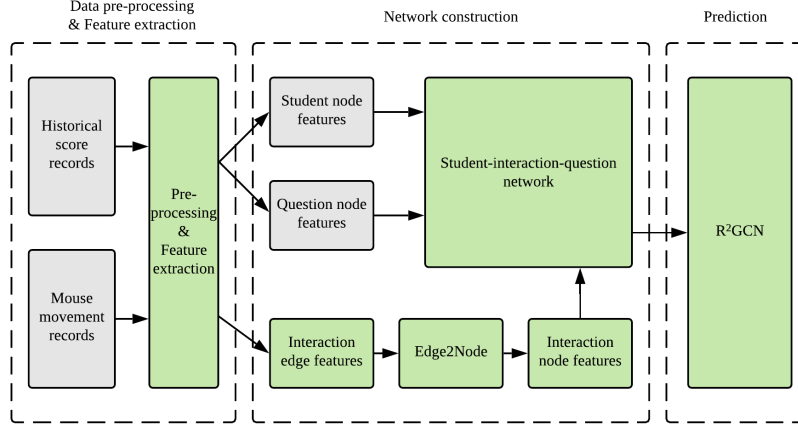 Data pre-processing
& Feature extraction
Network construction
Prediction
Historical
score
records
Mouse
movement
records
Pre-
processing
&
Feature
extraction
Student node
features
Question node
features
Student-interaction-question
network
Interaction
edge features
Edge2Node
Interaction
node features
R²GCN